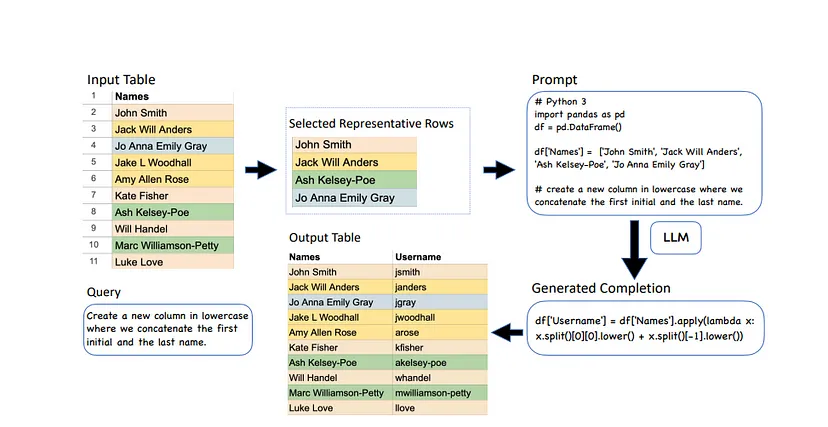 Input Table
1 Names
2 John Smith
3 Jack Will Anders
4 Jo Anna Emily Gray
5 Jake L Woodhall
6 Amy Allen Rose
7 Kate Fisher
8 Ash Kelsey-Poe
9 Will Handel
10 Marc Williamson-Petty
11 Luke Love
Query
Create a new column in lowercase
where we concatenate the first
initial and the last name.
Selected Representative Rows
John Smith
Jack Will Anders
Ash Kelsey-Poe
Jo Anna Emily Gray
Prompt
# Python 3
import pandas as pd
df = pd.DataFrame()
df['Names'] = ['John Smith', 'Jack Will Anders',
'Ash Kelsey-Poe', 'Jo Anna Emily Gray']
# create a new column in lowercase where we
concatenate the first initial and the last name.
LLM
Generated Completion
df['Username'] = df['Names'].apply(lambda x:
x.split()[0][0].lower() + x.split()[-1].lower())
Output Table
Names Username
John Smith jsmith
Jack Will Anders janders
Jo Anna Emily Gray jgray
Jake L Woodhall jwoodhall
Amy Allen Rose arose
Kate Fisher kfisher
Ash Kelsey-Poe akelsey-poe
Will Handel whandel
Marc Williamson-Petty mwilliamson-petty
Luke Love llove